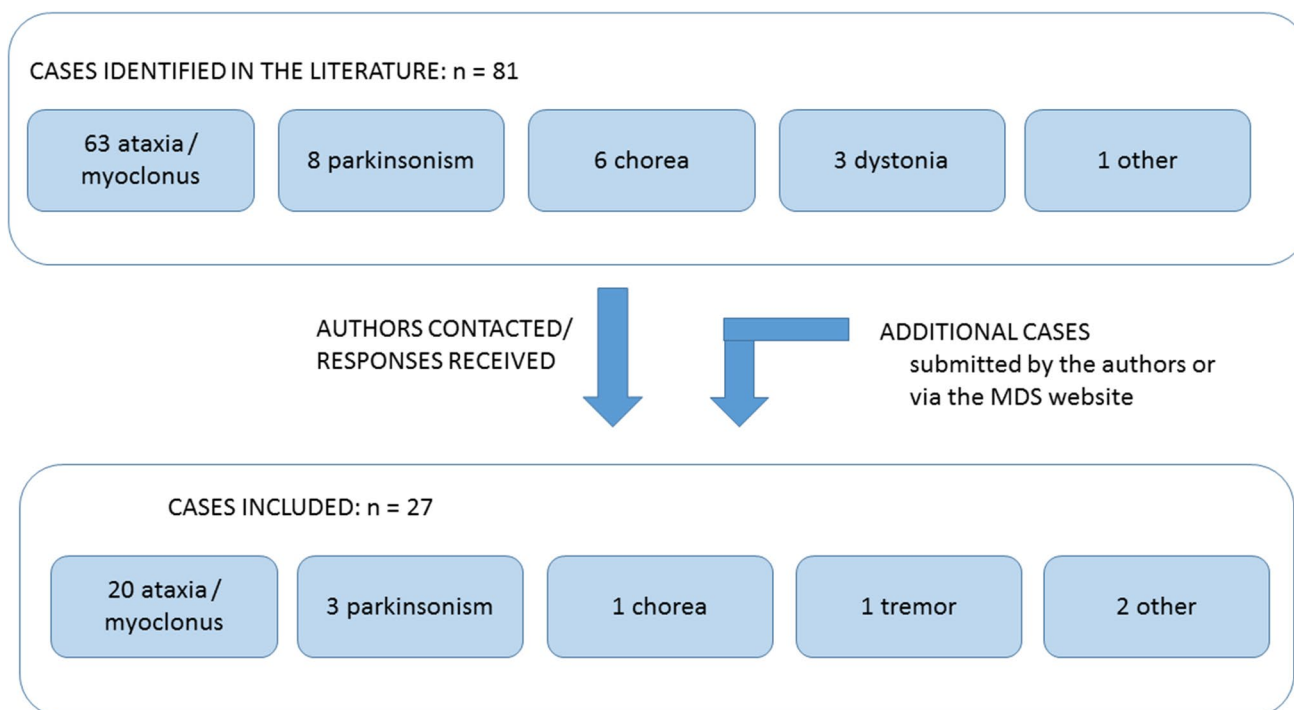 CASES IDENTIFIED IN THE LITERATURE: n = 81
63 ataxia /
myoclonus
8 parkinsonism
6 chorea
3 dystonia
1 other
AUTHORS CONTACTED/
RESPONSES RECEIVED
ADDITIONAL CASES
submitted by the authors or
via the MDS website
CASES INCLUDED: n = 27
20 ataxia /
myoclonus
3 parkinsonism
1 chorea
1 tremor
2 other